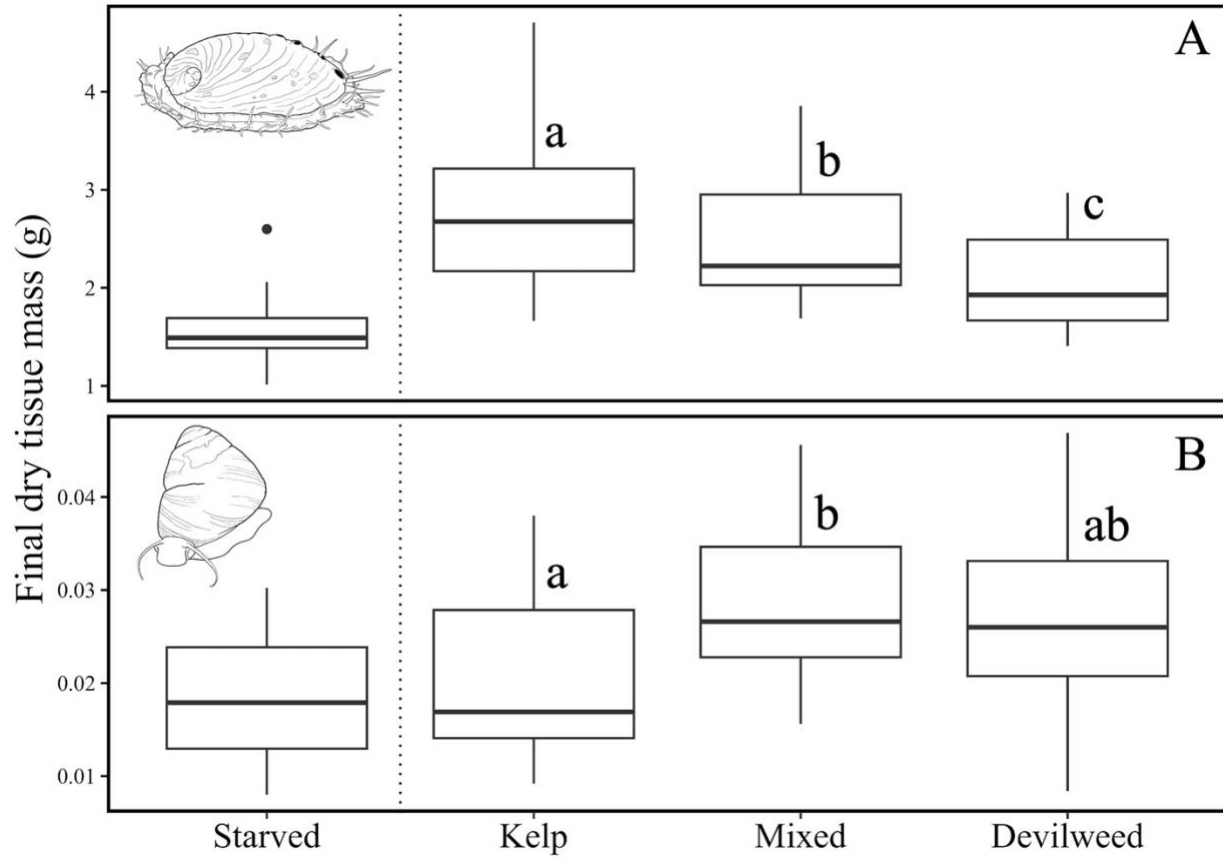 Final dry tissue mass (g)
A
4
3
2
1
a
b
c
B
0.04
0.03
0.02
0.01
a
b
ab
Starved Kelp Mixed Devilweed